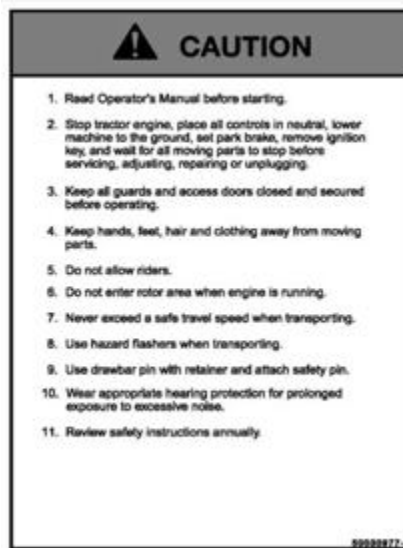 CAUTION
1. Read Operator's Manual before starting.
2. Stop tractor engine, place all controls in neutral, lower
machine to the ground, set park brake, remove ignition
key, and wait for all moving parts to stop before
servicing, adjusting, repairing or unplugging.
3. Keep all guards and access doors closed and secured
before operating.
4. Keep hands, feet, hair and clothing away from moving
parts.
5. Do not allow riders.
6. Do not enter rotor area when engine is running.
7. Never exceed a safe travel speed when transporting.
8. Use hazard flashers when transporting.
9. Use drawbar pin with retainer and attach safety pin.
10. Wear appropriate hearing protection for prolonged
exposure to excessive noise.
11. Review safety instructions annually.